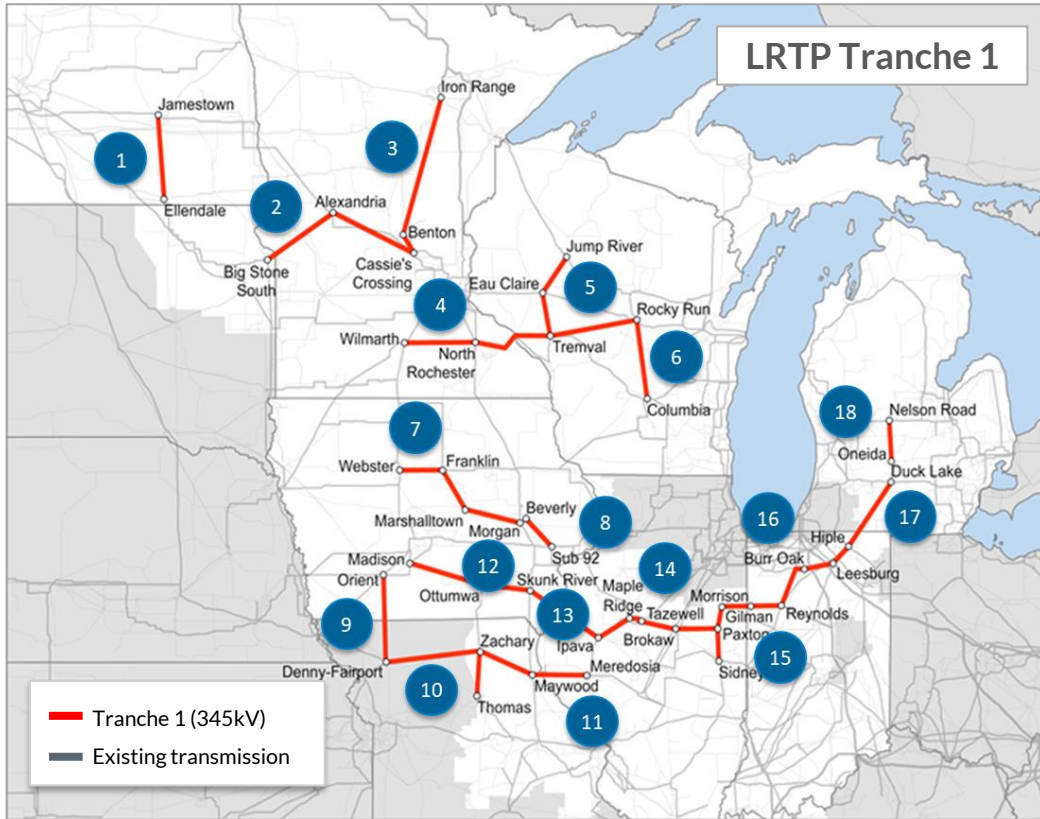 LRTP Tranche 1
Iron Range
Jamestown
3
1
Alexandria
2
Ellendale
Benton
Jump River
Cassie's
Crossing
Big Stone
South
Eau Claire
5
4
Rocky Run
Wilmarth
North
Rochester
Tremval
6
Columbia
18
Nelson Road
7
Oneida
Webster
Franklin
Duck Lake
Beverly
Marshalltown
8
16
17
Morgan
Hiple
Sub 92
Burr Oak
Madison
12
14
Leesburg
Orient
Skunk River
Maple
Ridge
Ottumwa
Morrison
13
Tazewell
Gilman
Reynolds
9
Ipava
Brokaw
Paxton
Zachary
15
Denny-Fairport
Meredosia
Sidney
10
Maywood
Thomas
11
Tranche 1 (345kV)
Existing transmission